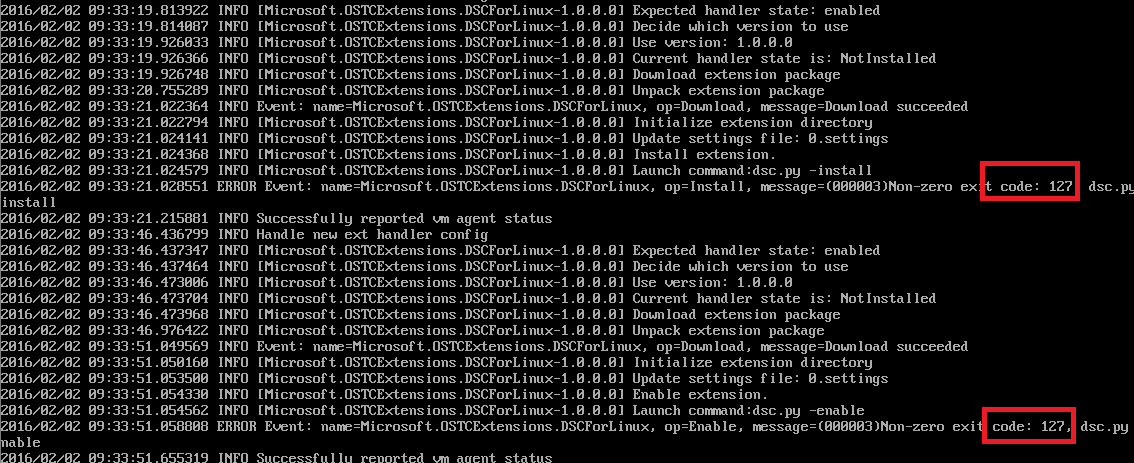 2016/02/02 09:33:19.813922 INFO [Microsoft.OSTCExtensions.DSCForLinux-1.0.0.0] Expected handler state: enabled
2016/02/02 09:33:19.814087 INFO [Microsoft.OSTCExtensions.DSCForLinux-1.0.0.0] Decide which version to use
2016/02/02 09:33:19.926033 INFO [Microsoft.OSTCExtensions.DSCForLinux-1.0.0.0] Use version: 1.0.0.0
2016/02/02 09:33:19.926366 INFO [Microsoft.OSTCExtensions.DSCForLinux-1.0.0.0] Current handler state is: NotInstalled
2016/02/02 09:33:19.926748 INFO [Microsoft.OSTCExtensions.DSCForLinux-1.0.0.0] Download extension package
2016/02/02 09:33:20.755289 INFO [Microsoft.OSTCExtensions.DSCForLinux-1.0.0.0] Unpack extension package
2016/02/02 09:33:21.022364 INFO Event: name=Microsoft.OSTCExtensions.DSCForLinux, op=Download, message=Download succeeded
2016/02/02 09:33:21.022794 INFO [Microsoft.OSTCExtensions.DSCForLinux-1.0.0.0] Initialize extension directory
2016/02/02 09:33:21.024141 INFO [Microsoft.OSTCExtensions.DSCForLinux-1.0.0.0] Update settings file: 0.settings
2016/02/02 09:33:21.024368 INFO [Microsoft.OSTCExtensions.DSCForLinux-1.0.0.0] Install extension.
2016/02/02 09:33:21.024579 INFO [Microsoft.OSTCExtensions.DSCForLinux-1.0.0.0] Launch command:dsc.py -install
2016/02/02 09:33:21.028551 ERROR Event: name=Microsoft.OSTCExtensions.DSCForLinux, op=Install, message=(000003)Non-zero exit code: 127, dsc.py
install
2016/02/02 09:33:21.215881 INFO Successfully reported vm agent status
2016/02/02 09:33:46.436799 INFO Handle new ext handler config
2016/02/02 09:33:46.437347 INFO [Microsoft.OSTCExtensions.DSCForLinux-1.0.0.0] Expected handler state: enabled
2016/02/02 09:33:46.437464 INFO [Microsoft.OSTCExtensions.DSCForLinux-1.0.0.0] Decide which version to use
2016/02/02 09:33:46.473006 INFO [Microsoft.OSTCExtensions.DSCForLinux-1.0.0.0] Use version: 1.0.0.0
2016/02/02 09:33:46.473704 INFO [Microsoft.OSTCExtensions.DSCForLinux-1.0.0.0] Current handler state is: NotInstalled
2016/02/02 09:33:46.473968 INFO [Microsoft.OSTCExtensions.DSCForLinux-1.0.0.0] Download extension package
2016/02/02 09:33:46.976422 INFO [Microsoft.OSTCExtensions.DSCForLinux-1.0.0.0] Unpack extension package
2016/02/02 09:33:51.049569 INFO Event: name=Microsoft.OSTCExtensions.DSCForLinux, op=Download, message=Download succeeded
2016/02/02 09:33:51.050160 INFO [Microsoft.OSTCExtensions.DSCForLinux-1.0.0.0] Initialize extension directory
2016/02/02 09:33:51.053500 INFO [Microsoft.OSTCExtensions.DSCForLinux-1.0.0.0] Update settings file: 0.settings
2016/02/02 09:33:51.054330 INFO [Microsoft.OSTCExtensions.DSCForLinux-1.0.0.0] Enable extension.
2016/02/02 09:33:51.054562 INFO [Microsoft.OSTCExtensions.DSCForLinux-1.0.0.0] Launch command:dsc.py -enable
2016/02/02 09:33:51.058808 ERROR Event: name=Microsoft.OSTCExtensions.DSCForLinux, op=Enable, message=(000003)Non-zero exit code: 127, dsc.py
nable
2016/02/02 09:33:51.655319 INFO Successfully reported vm agent status